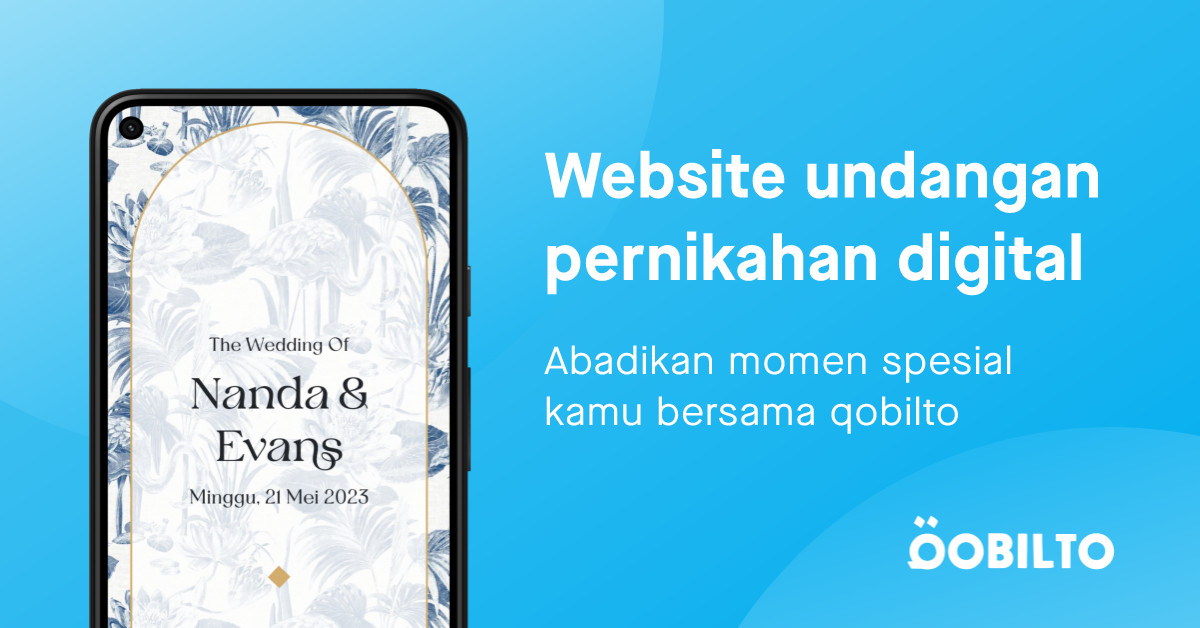 The Wedding Of
Nanda &
Evans
Minggu, 21 Mei 2023
Website undangan
pernikahan digital
Abadikan momen spesial
kamu bersama qobilto
QOBILTO